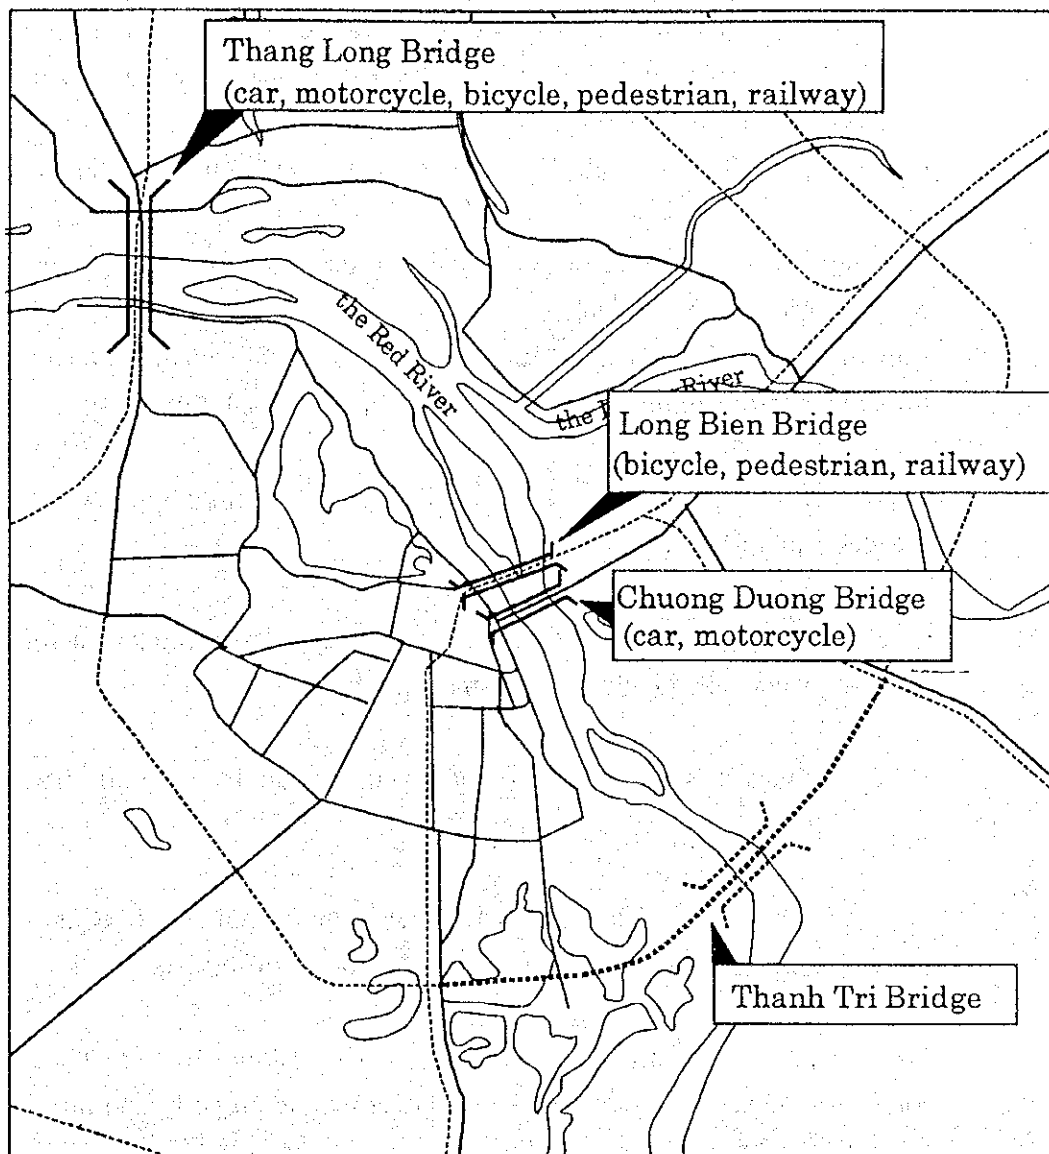 Thang Long Bridge
(car, motorcycle, bicycle, pedestrian, railway)
the Red River
the
River
Long Bien Bridge
(bicycle, pedestrian, railway)
Chuong Duong Bridge
(car, motorcycle)
Thanh Tri Bridge